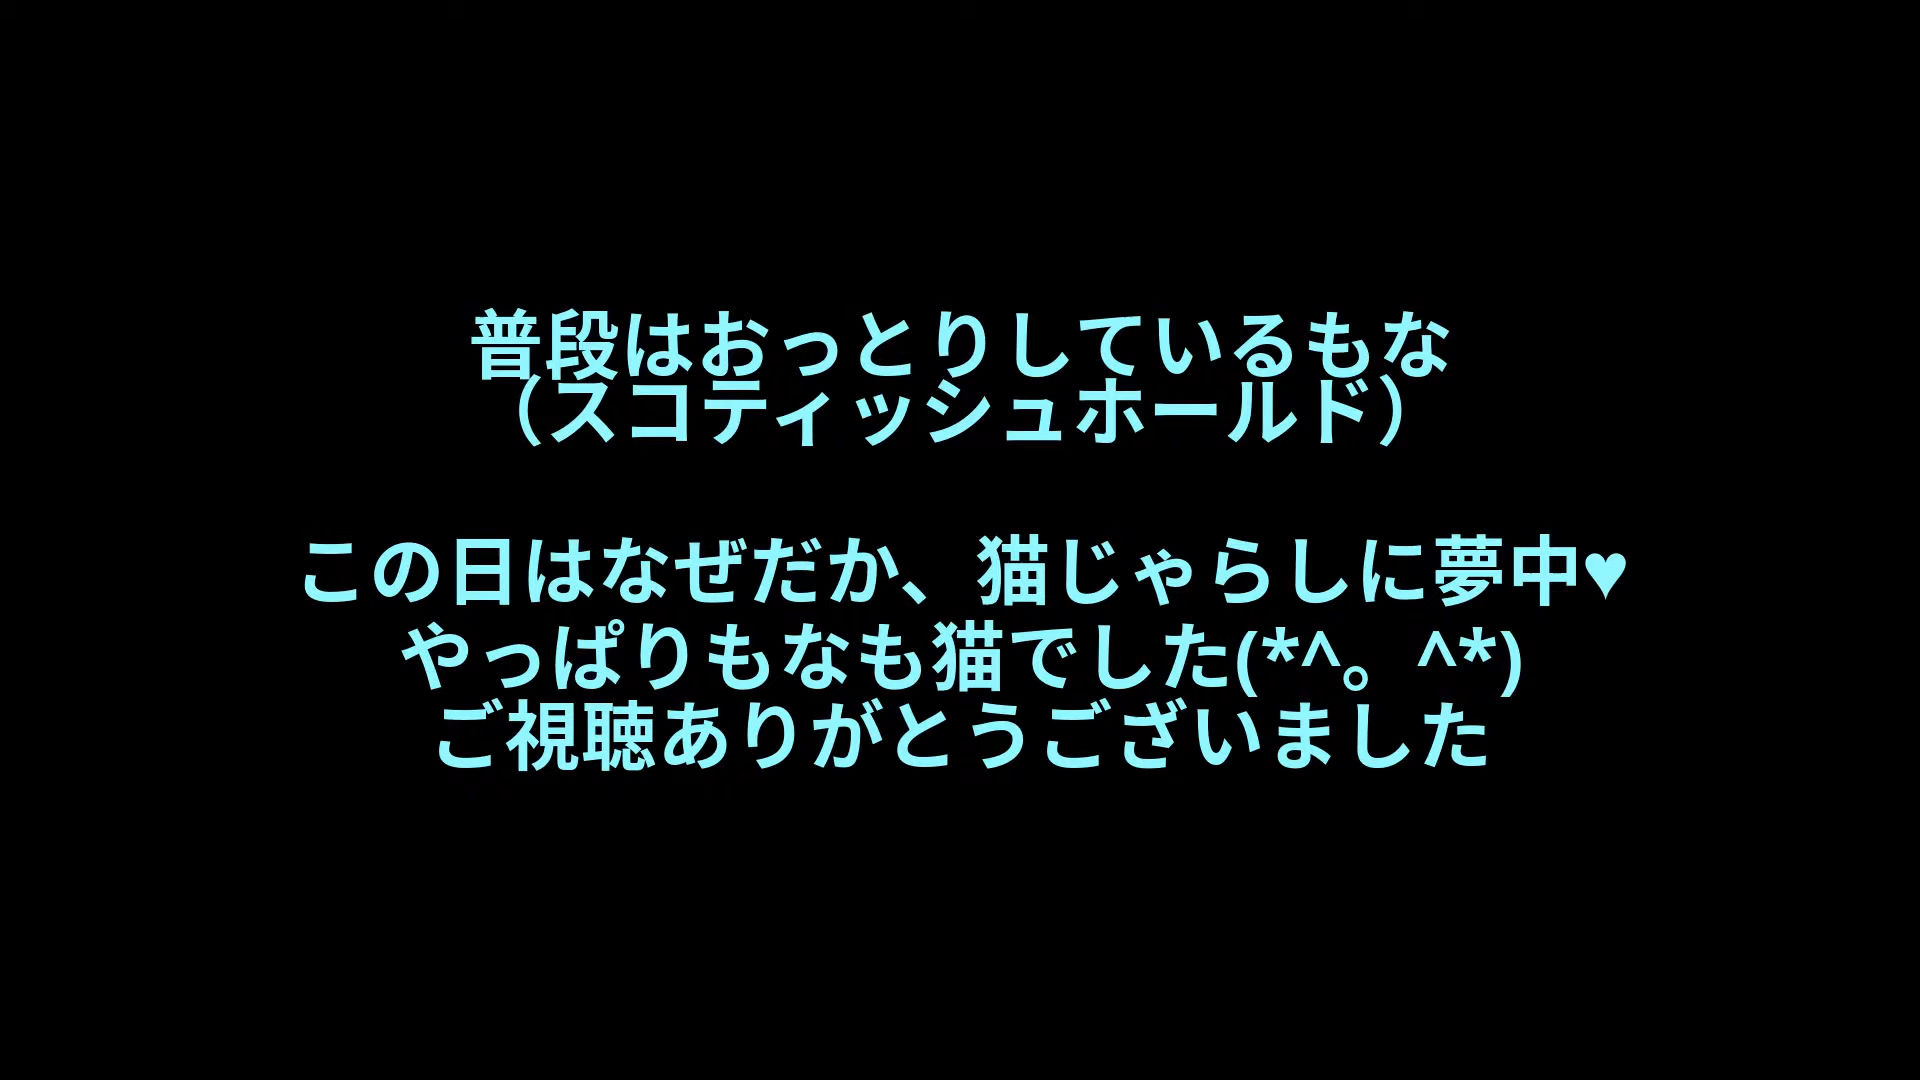 普段はおっとりしているもな
（スコティッシュホールド）
この日はなぜだか、猫じゃらしに夢中♥
やっぱりもなも猫でした(*^。^*)
ご視聴ありがとうございました